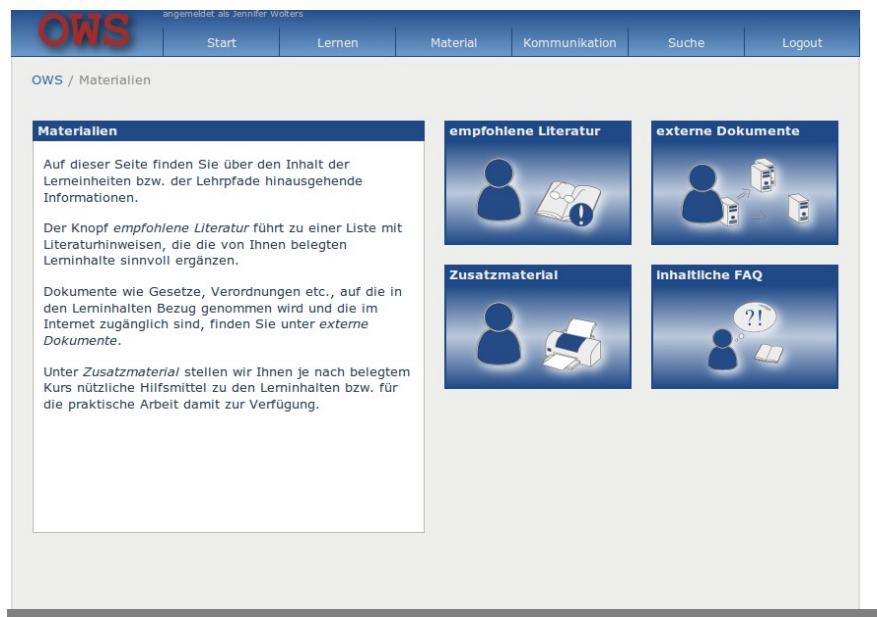 OWS
angemeldet als Jennifer Wolters
Start Lernen Material Kommunikation Suche Logout
OWS / Materialien
Materialien
Auf dieser Seite finden Sie über den Inhalt der
Lerneinheiten bzw. der Lehrpfade hinausgehende
Informationen.
Der Knopf empfohlene Literatur führt zu einer Liste mit
Literaturhinweisen, die die von Ihnen belegten
Lerninhalte sinnvoll ergänzen.
Dokumente wie Gesetze, Verordnungen etc., auf die in
den Lerninhalten Bezug genommen wird und die im
Internet zugänglich sind, finden Sie unter externe
Dokumente.
Unter Zusatzmaterial stellen wir Ihnen je nach belegtem
Kurs nützliche Hilfsmittel zu den Lerninhalten bzw. für
die praktische Arbeit damit zur Verfügung.
empfohlene Literatur
externe Dokumente
Zusatzmaterial
Inhaltliche FAQ
?!